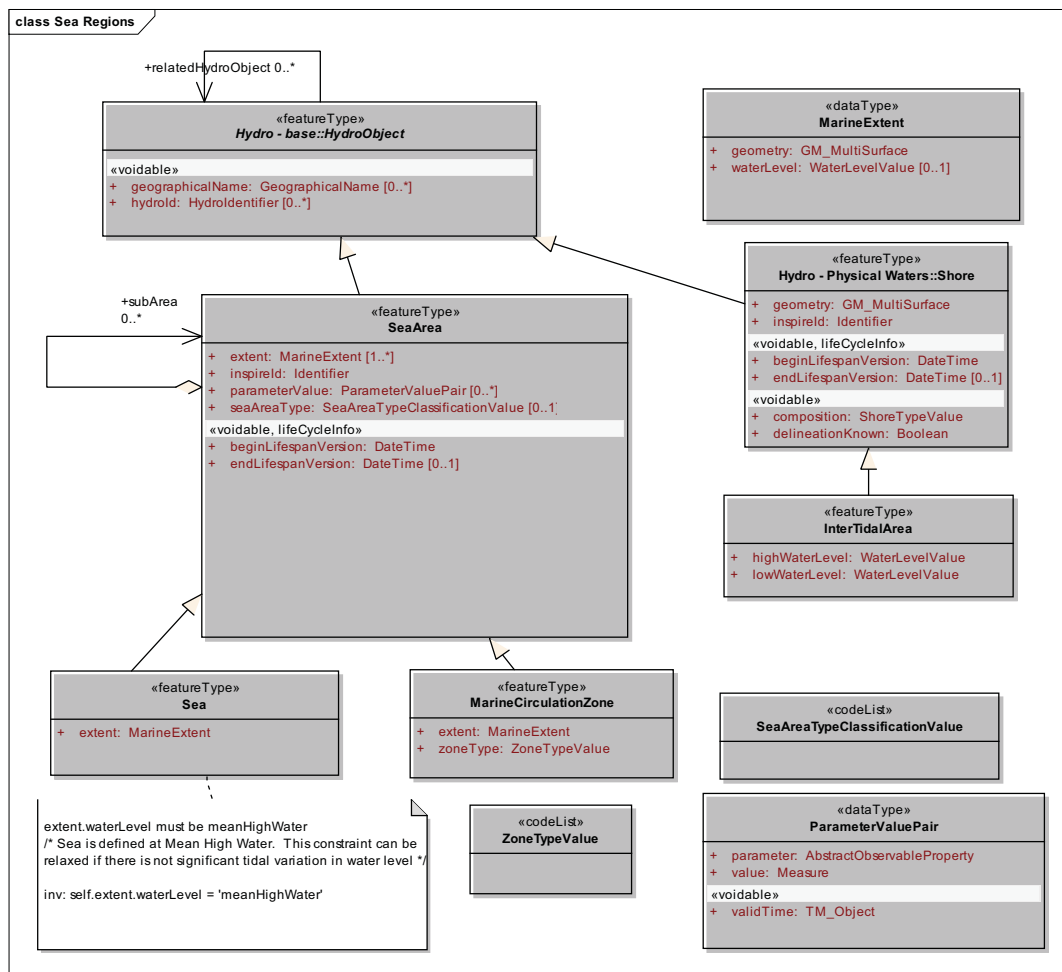 class Sea Regions
+relatedHydroObject 0..*
«featureType»
Hydro - base::HydroObject
«voidable»
+ geographicalName: GeographicalName [0..*]
+ hydroId: HydroIdentifier [0..*]
«dataType»
MarineExtent
+ geometry: GM_MultiSurface
+ waterLevel: WaterLevelValue [0..1]
«featureType»
Hydro - Physical Waters::Shore
+ geometry: GM_MultiSurface
+ inspireId: Identifier
«voidable, lifeCycleInfo»
+ beginLifespanVersion: DateTime
+ endLifespanVersion: DateTime [0..1]
«voidable»
+ composition: ShoreTypeValue
+ delineationKnown: Boolean
+subArea
0..*
«featureType»
SeaArea
+ extent: MarineExtent [1..*]
+ inspireId: Identifier
+ parameterValue: ParameterValuePair [0..*]
+ seaAreaType: SeaAreaTypeClassificationValue [0..1]
«voidable, lifeCycleInfo»
+ beginLifespanVersion: DateTime
+ endLifespanVersion: DateTime [0..1]
«featureType»
InterTidalArea
+ highWaterLevel: WaterLevelValue
+ lowWaterLevel: WaterLevelValue
«featureType»
Sea
+ extent: MarineExtent
«featureType»
MarineCirculationZone
+ extent: MarineExtent
+ zoneType: ZoneTypeValue
«codeList»
SeaAreaTypeClassificationValue
extent.waterLevel must be meanHighWater
/* Sea is defined at Mean High Water. This constraint can be
relaxed if there is not significant tidal variation in water level */
inv: self.extent.waterLevel = 'meanHighWater'
«codeList»
ZoneTypeValue
«dataType»
ParameterValuePair
+ parameter: AbstractObservableProperty
+ value: Measure
«voidable»
+ validTime: TM_Object